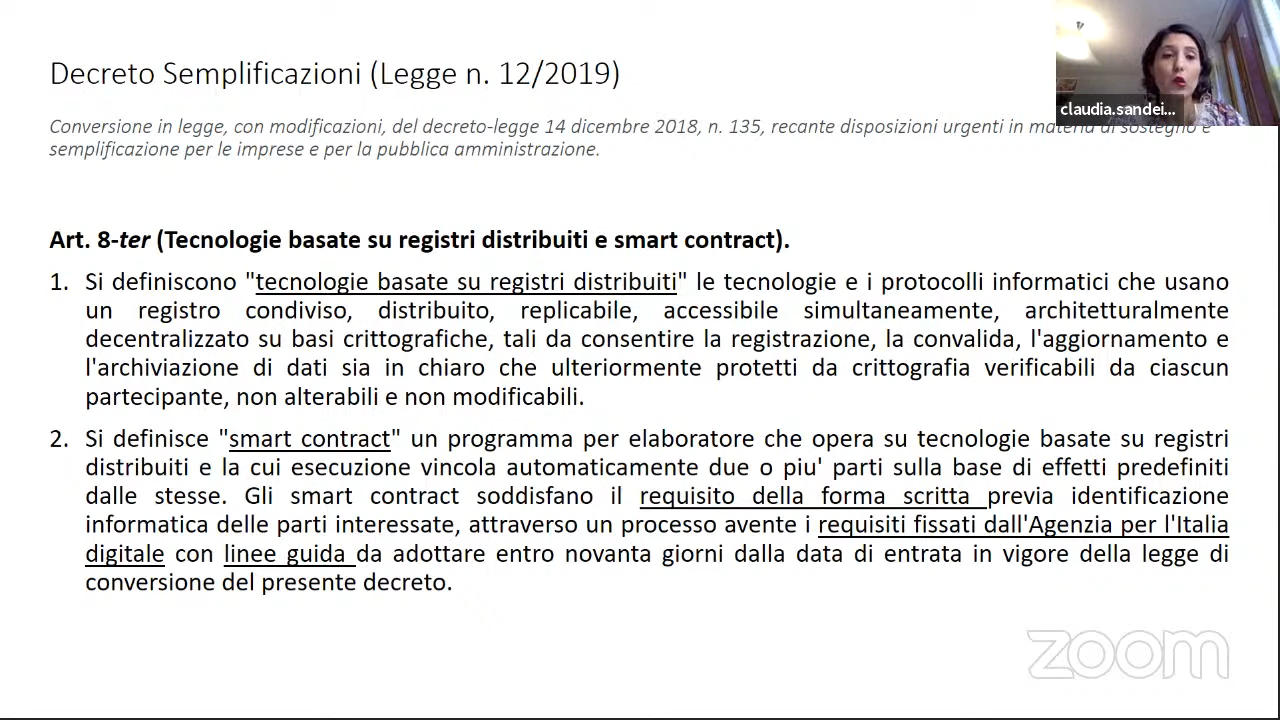 Decreto Semplificazioni (Legge n. 12/2019)
claudia.sandei...
Conversione in legge, con modificazioni, del decreto-legge 14 dicembre 2018, n. 135, recante disposizioni urgenti in materia di sostegno e
semplificazione per le imprese e per la pubblica amministrazione.
Art. 8-ter (Tecnologie basate su registri distribuiti e smart contract).
1. Si definiscono "tecnologie basate su registri distribuiti" le tecnologie e i protocolli informatici che usano
un registro condiviso, distribuito, replicabile, accessibile simultaneamente, architetturalmente
decentralizzato su basi crittografiche, tali da consentire la registrazione, la convalida, l'aggiornamento e
l'archiviazione di dati sia in chiaro che ulteriormente protetti da crittografia verificabili da ciascun
partecipante, non alterabili e non modificabili.
2. Si definisce "smart contract" un programma per elaboratore che opera su tecnologie basate su registri
distribuiti e la cui esecuzione vincola automaticamente due o piu' parti sulla base di effetti predefiniti
dalle stesse. Gli smart contract soddisfano il requisito della forma scritta previa identificazione
informatica delle parti interessate, attraverso un processo avente i requisiti fissati dall'Agenzia per l'Italia
digitale con linee guida da adottare entro novanta giorni dalla data di entrata in vigore della legge di
conversione del presente decreto.
zoom